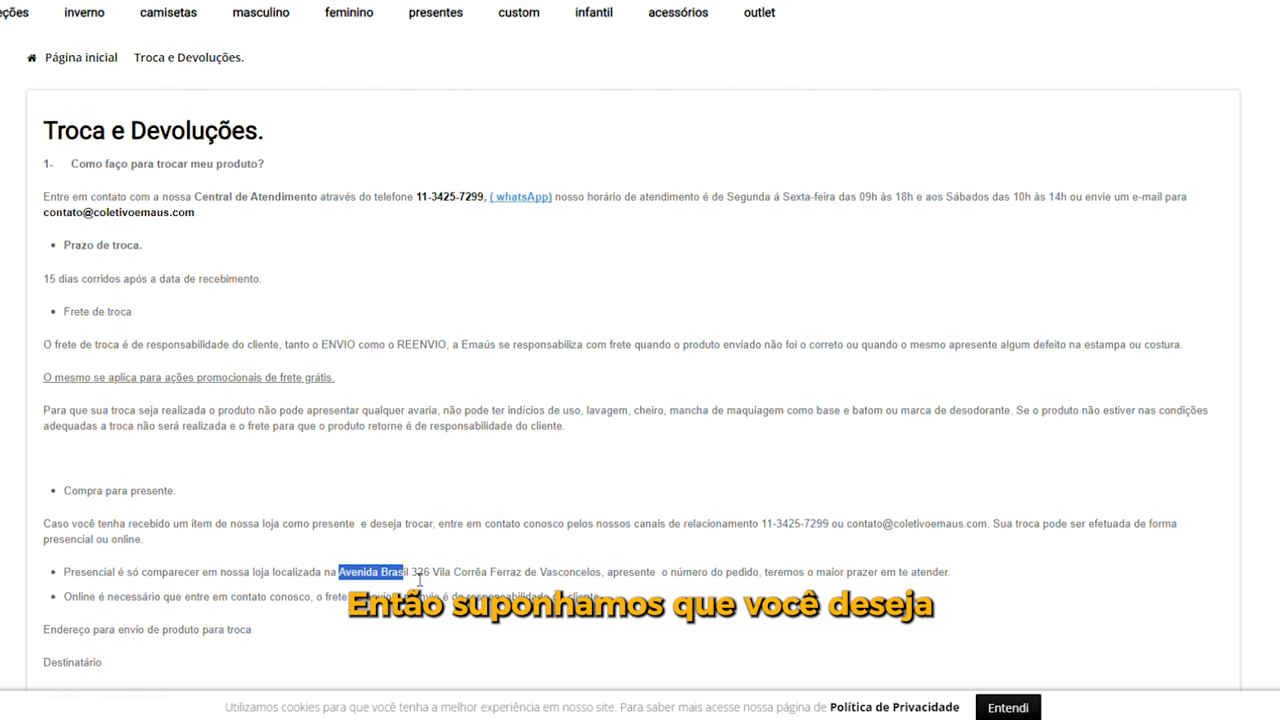 eções inverno camisetas masculino feminino presentes custom infantil acessórios outlet
Página inicial Troca e Devoluções.
Troca e Devoluções.
1- Como faço para trocar meu produto?
Entre em contato com a nossa Central de Atendimento através do telefone 11-3425-7299, ( whatsApp) nosso horário de atendimento é de Segunda á Sexta-feira das 09h às 18h e aos Sábados das 10h às 14h ou envie um e-mail para
contato@coletivoemaus.com
• Prazo de troca.
15 dias corridos após a data de recebimento.
• Frete de troca
O frete de troca é de responsabilidade do cliente, tanto o ENVIO como o REENVIO, a Emaús se responsabiliza com frete quando o produto enviado não foi o correto ou quando o mesmo apresente algum defeito na estampa ou costura.
O mesmo se aplica para ações promocionais de frete grátis.
Para que sua troca seja realizada o produto não pode apresentar qualquer avaria, não pode ter indícios de uso, lavagem, cheiro, mancha de maquiagem como base e batom ou marca de desodorante. Se o produto não estiver nas condições
adequadas a troca não será realizada e o frete para que o produto retorne é de responsabilidade do cliente.
• Compra para presente.
Caso você tenha recebido um item de nossa loja como presente e deseja trocar, entre em contato conosco pelos nossos canais de relacionamento 11-3425-7299 ou contato@coletivoemaus.com. Sua troca pode ser efetuada de forma
presencial ou online.
• Presencial é só comparecer em nossa loja localizada na Avenida Brasil 326 Vila Corrêa Ferraz de Vasconcelos, apresente o número do pedido, teremos o maior prazer em te atender.
• Online é necessário que entre em contato conosco, o frete é de responsabilidade do cliente.
Então suponhamos que você deseja
Endereço para envio de produto para troca
Destinatário
Utilizamos cookies para que você tenha a melhor experiência em nosso site. Para saber mais acesse nossa página de Política de Privacidade Entendi